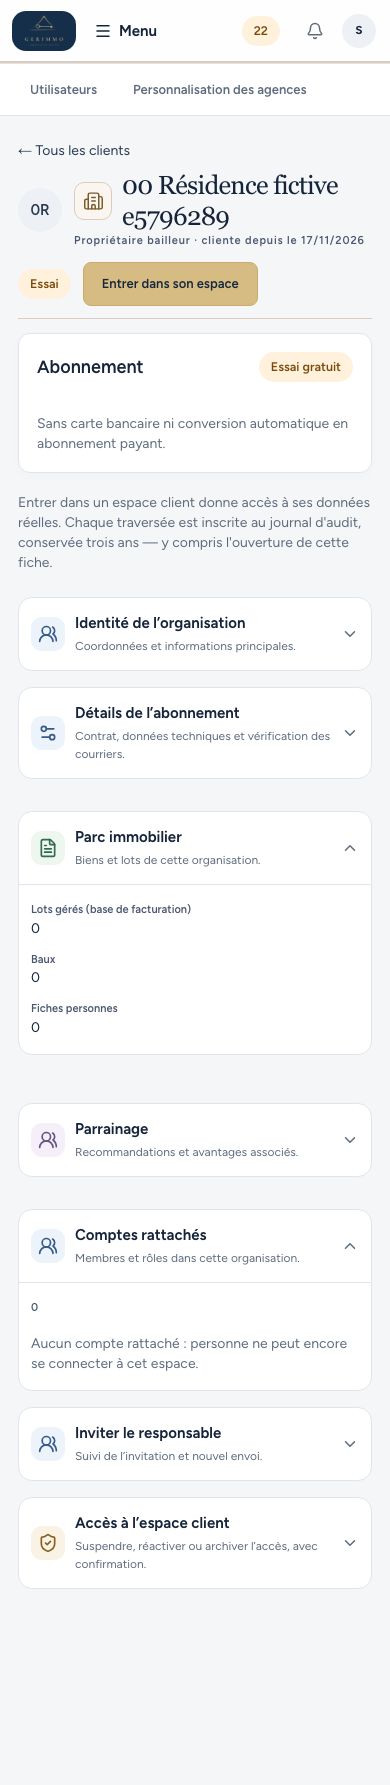 GERIMMO
Menu
22
S
Utilisateurs
Personnalisation des agences
← Tous les clients
0R
00 Résidence fictive
e5796289
Propriétaire bailleur · cliente depuis le 17/11/2026
Essai
Entrer dans son espace
Abonnement
Essai gratuit
Sans carte bancaire ni conversion automatique en
abonnement payant.
Entrer dans un espace client donne accès à ses données
réelles. Chaque traversée est inscrite au journal d'audit,
conservée trois ans — y compris l'ouverture de cette
fiche.
Identité de l’organisation
Coordonnées et informations principales.
Détails de l’abonnement
Contrat, données techniques et vérification des
courriers.
Parc immobilier
Biens et lots de cette organisation.
Lots gérés (base de facturation)
0
Baux
0
Fiches personnes
0
Parrainage
Recommandations et avantages associés.
Comptes rattachés
Membres et rôles dans cette organisation.
0
Aucun compte rattaché : personne ne peut encore
se connecter à cet espace.
Inviter le responsable
Suivi de l’invitation et nouvel envoi.
Accès à l’espace client
Suspendre, réactiver ou archiver l’accès, avec
confirmation.